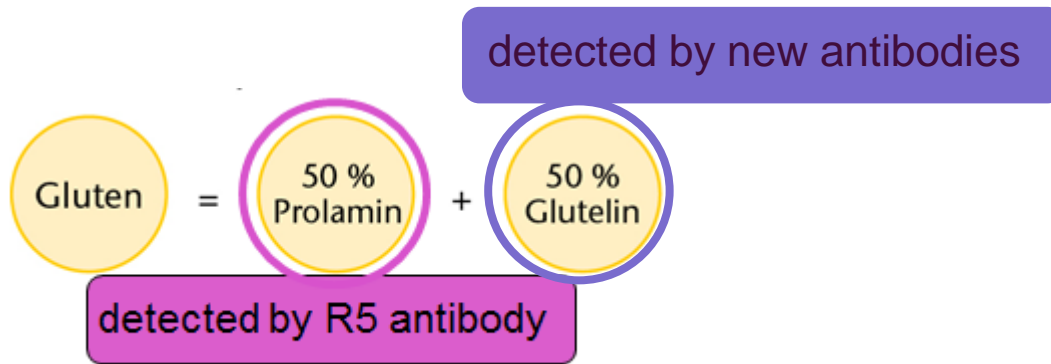 detected by new antibodies
Gluten = 50 % Prolamin + 50 % Glutelin
detected by R5 antibody